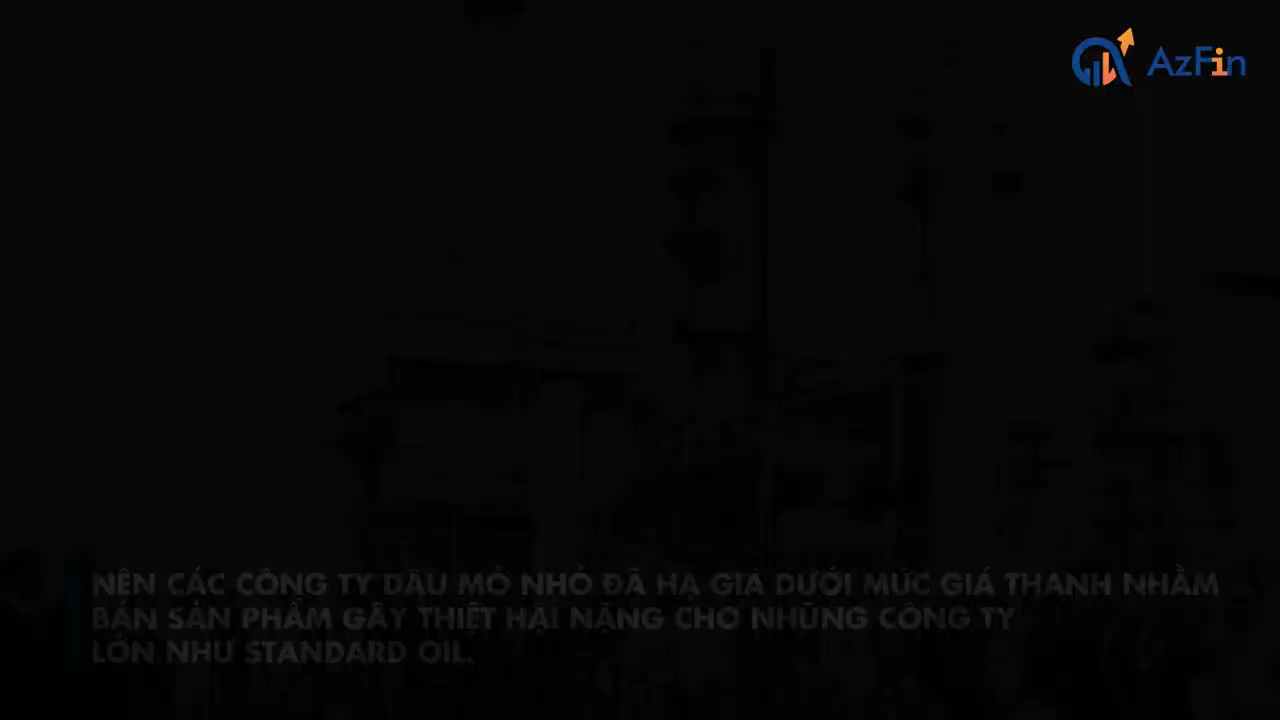 AzFin
NÊN CÁC CÔNG TY DẦU MỎ NHỎ ĐÃ HẠ GIÁ DƯỚI MỨC GIÁ THÀNH NHẰM
BÁN SẢN PHẨM GÂY THIỆT HẠI NẶNG CHO NHỮNG CÔNG TY
LỚN NHƯ STANDARD OIL.